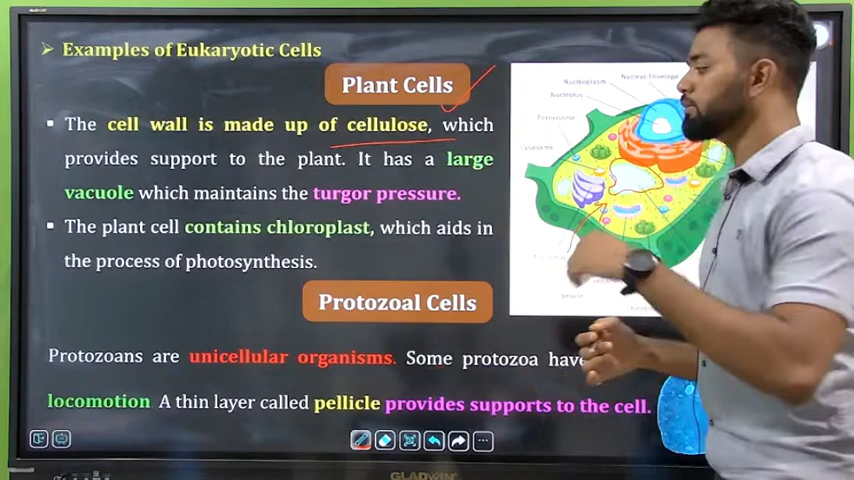 Examples of Eukaryotic Cells
Plant Cells
The cell wall is made up of cellulose, which
provides support to the plant. It has a large
vacuole which maintains the turgor pressure.
The plant cell contains chloroplast, which aids in
the process of photosynthesis.
Nucleoplasm
Nuclear Envelope
Nucleolus
Peroxisome
Lysosome
Protozoal Cells
Protozoans are unicellular organisms. Some protozoa have
locomotion A thin layer called pellicle provides supports to the cell.
GLADWIN